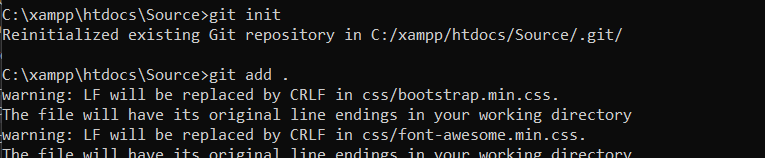 C:\xampp\htdocs\Source>git init
Reinitialized existing Git repository in C:/xampp/htdocs/Source/.git/
C:\xampp\htdocs\Source>git add .
warning: LF will be replaced by CRLF in css/bootstrap.min.css.
The file will have its original line endings in your working directory
warning: LF will be replaced by CRLF in css/font-awesome.min.css.
The file will have its original line endings in your working directory